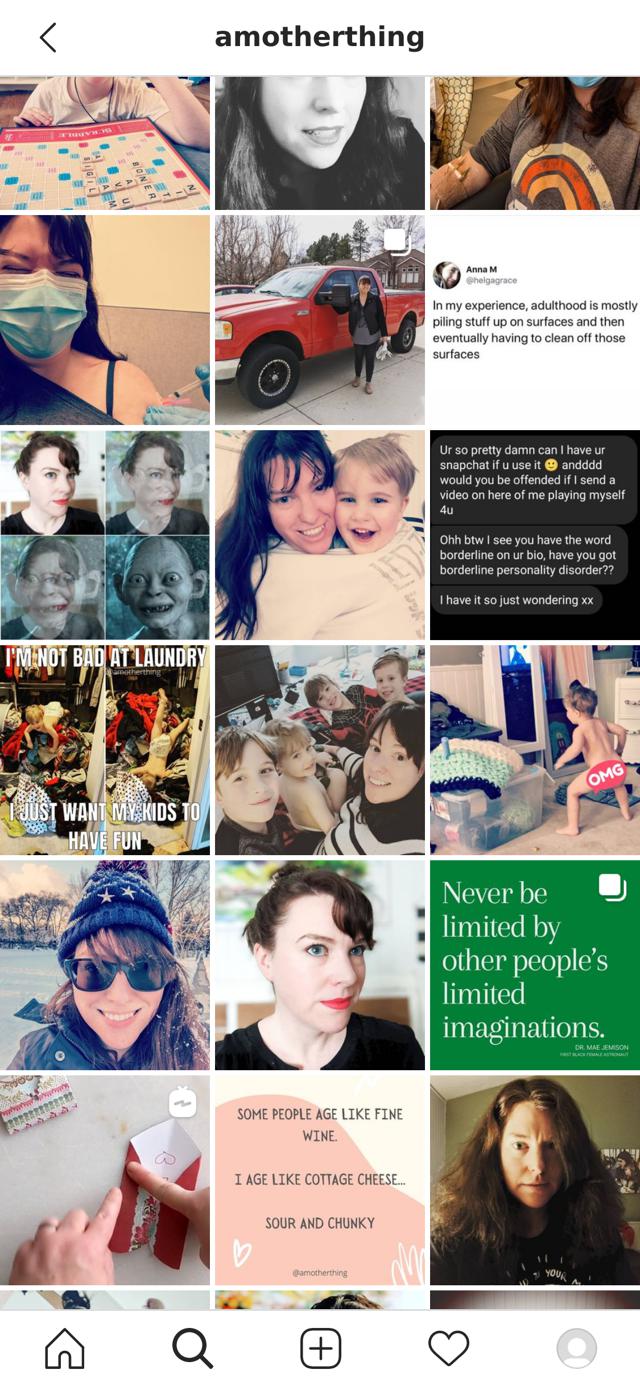 amotherthing
SCRABBLE
Anna M
@helgagrace
In my experience, adulthood is mostly
piling stuff up on surfaces and then
eventually having to clean off those
surfaces
Ur so pretty damn can I have ur
snapchat if u use it 🙂 andddd
would you be offended if I send a
video on here of me playing myself
4u
Ohh btw I see you have the word
borderline on ur bio, have you got
borderline personality disorder??
I have it so just wondering xx
I'M NOT BAD AT LAUNDRY
@amotherthing
I JUST WANT MY KIDS TO
HAVE FUN
OMG
Never be
limited by
other people's
limited
imaginations.
DR. MAE JEMISON
FIRST BLACK FEMALE ASTRONAUT
SOME PEOPLE AGE LIKE FINE
WINE.
I AGE LIKE COTTAGE CHEESE...
SOUR AND CHUNKY
@amotherthing